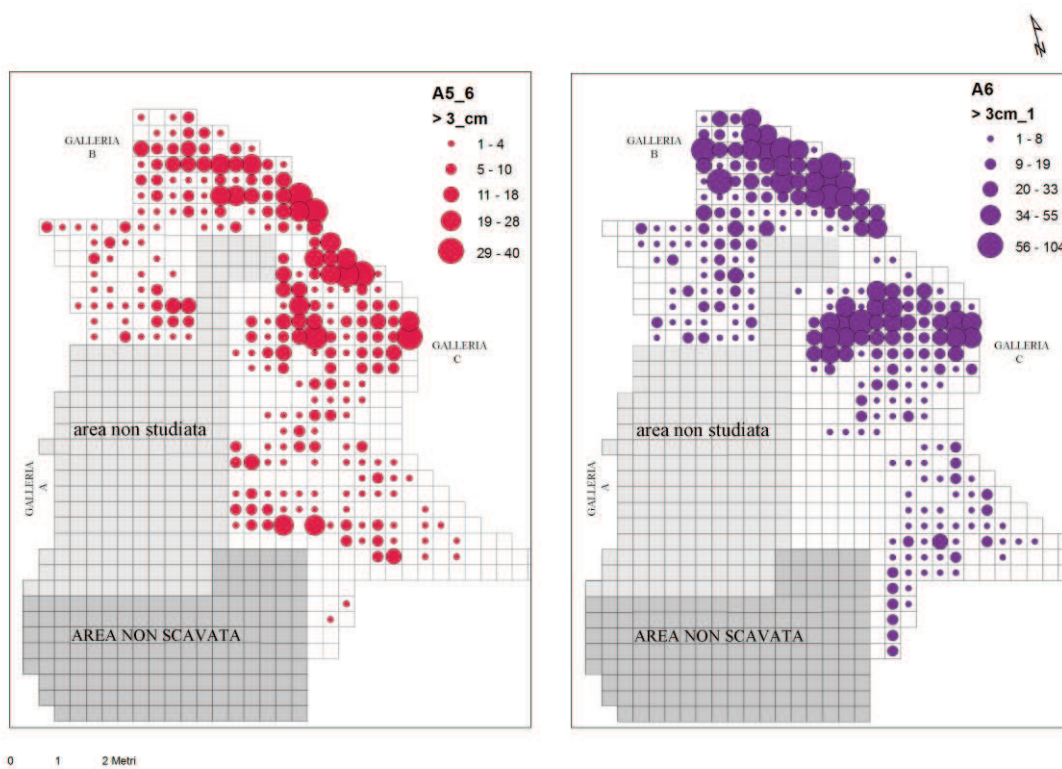 A5_6
> 3_cm
1 - 4
5 - 10
11 - 18
19 - 28
29 - 40
GALLERIA
B
GALLERIA
C
area non studiata
GALLERIA
A
AREA NON SCAVATA
0 1 2 Metri
N
A6
> 3cm_1
1 - 8
9 - 19
20 - 33
34 - 55
56 - 104
GALLERIA
B
GALLERIA
C
area non studiata
GALLERIA
A
AREA NON SCAVATA